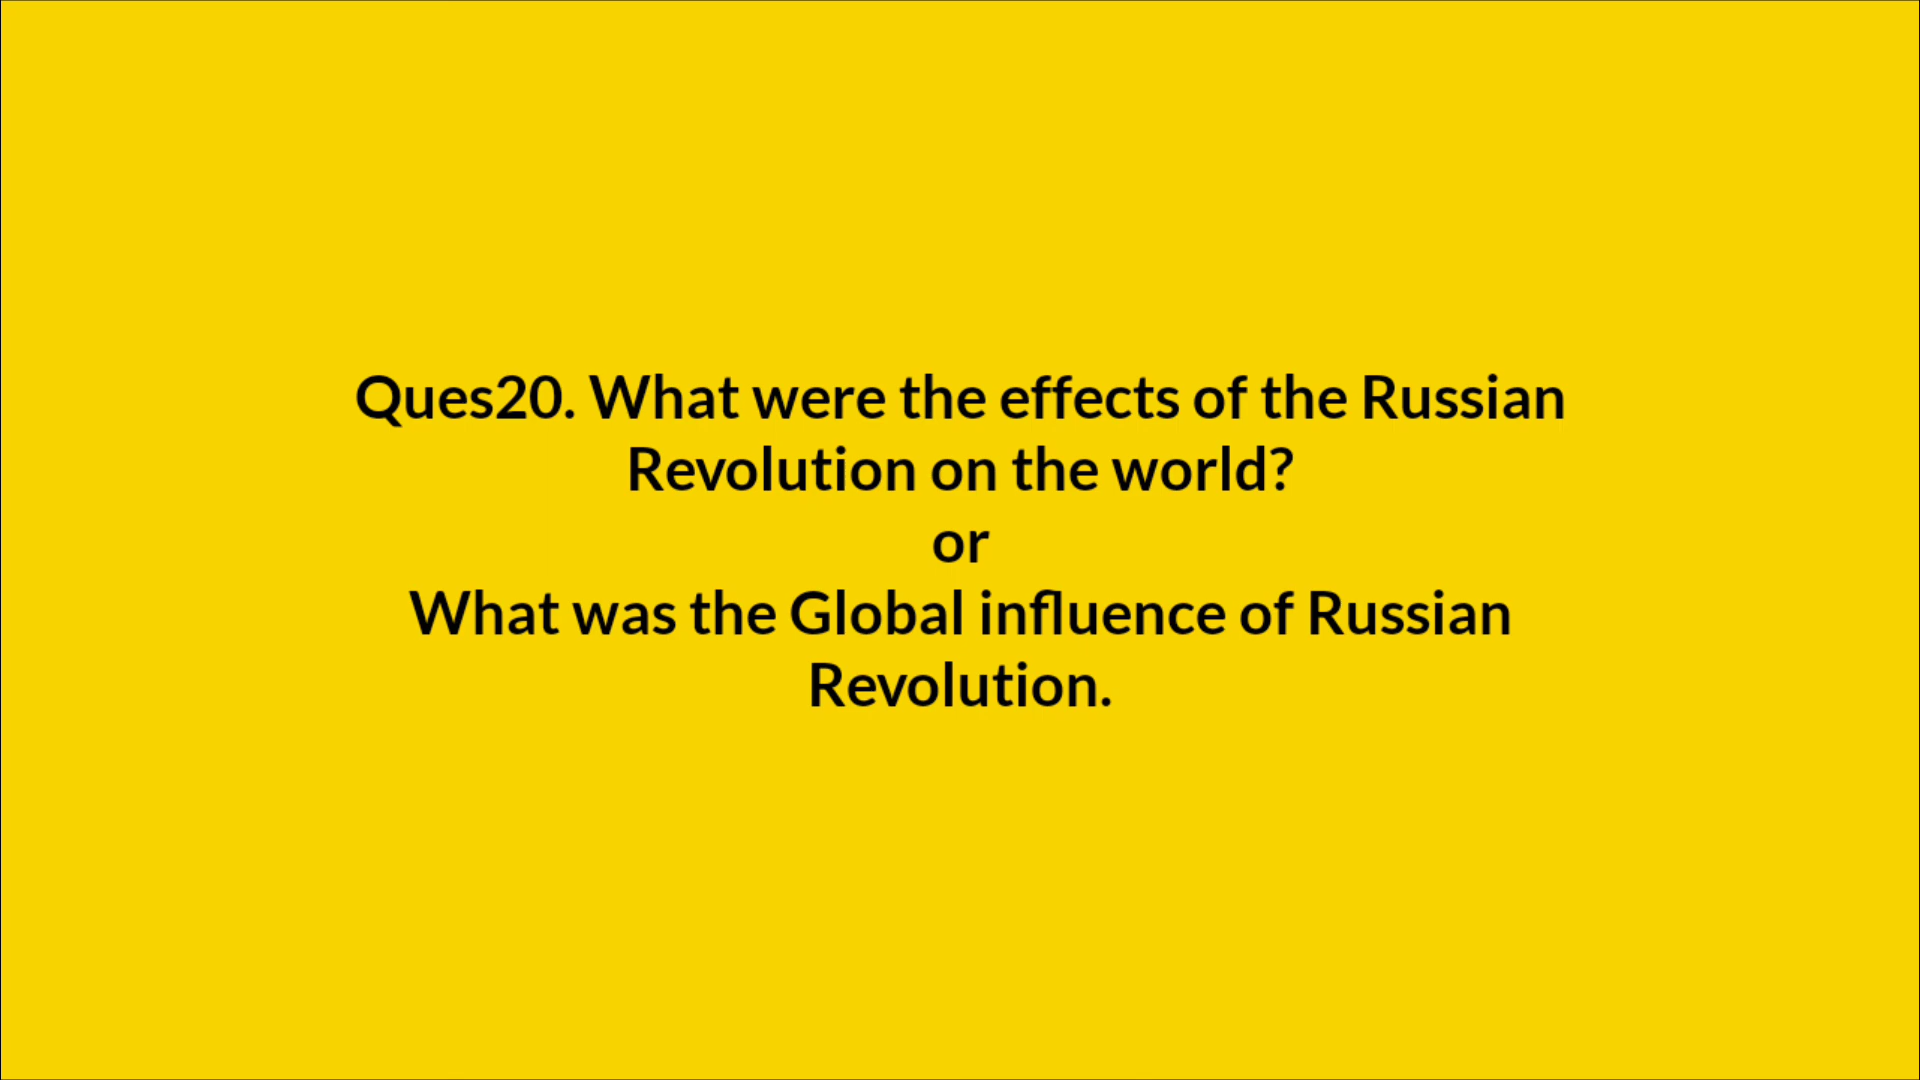 Ques20. What were the effects of the Russian
Revolution on the world?
or
What was the Global influence of Russian
Revolution.